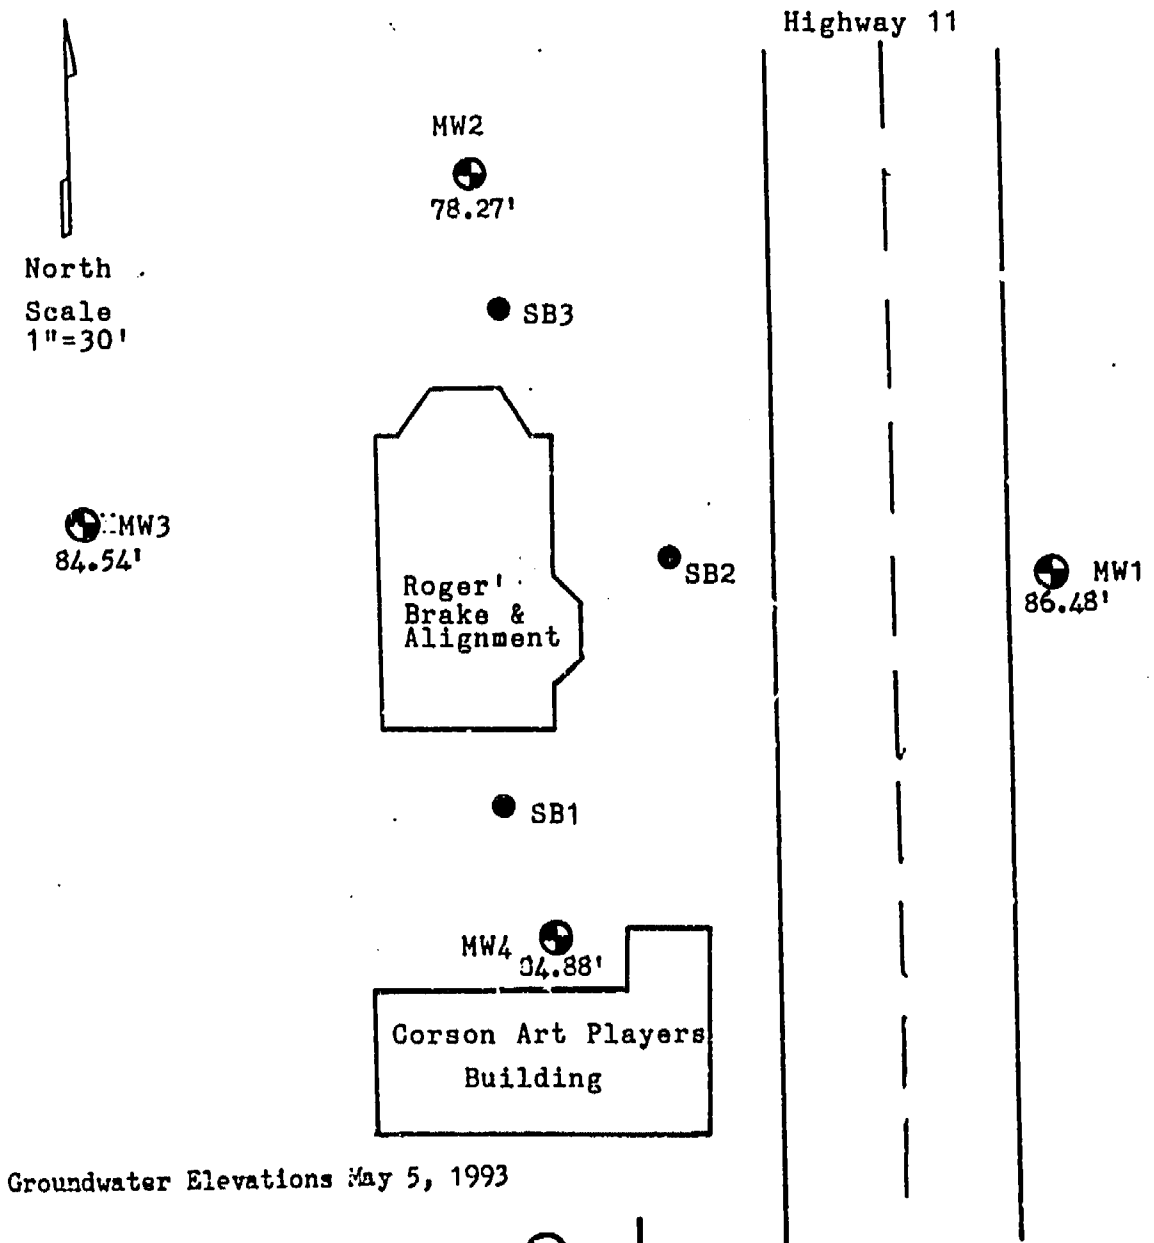 Highway 11
MW2
78.27'
North
Scale
1"=30'
SB3
MW3
84.54'
SB2
MW1
86.48'
Roger'
Brake &
Alignment
SB1
MW4
Corson Art Players
Building
Groundwater Elevations May 5, 1993